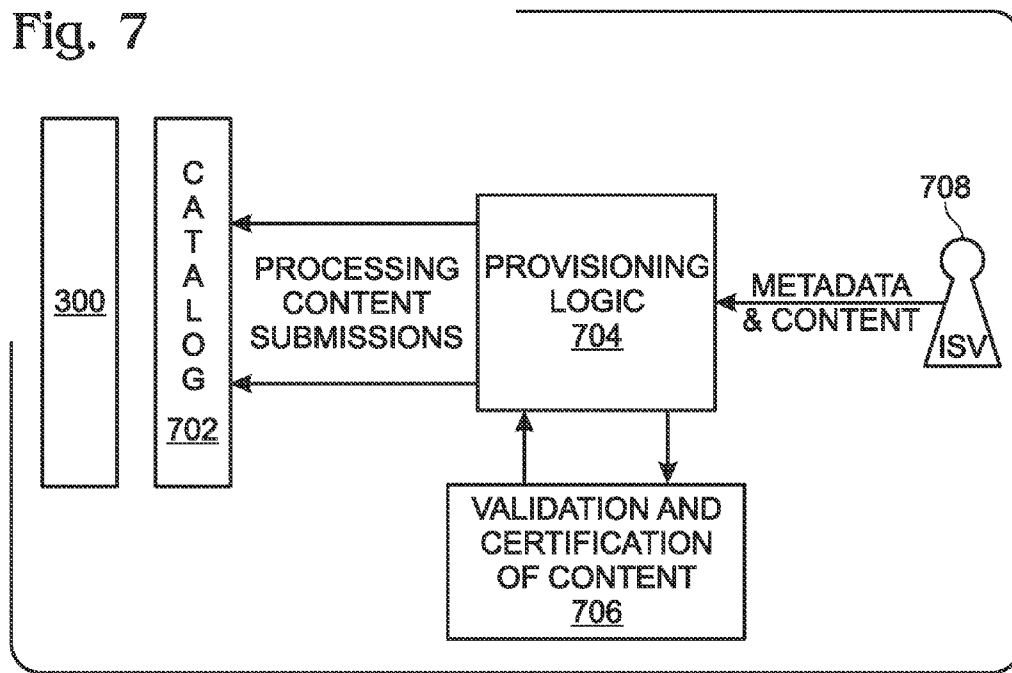 Fig. 7
300
CATALOG
702
PROCESSING
CONTENT
SUBMISSIONS
PROVISIONING
LOGIC
704
METADATA
& CONTENT
708
ISV
VALIDATION AND
CERTIFICATION
OF CONTENT
706